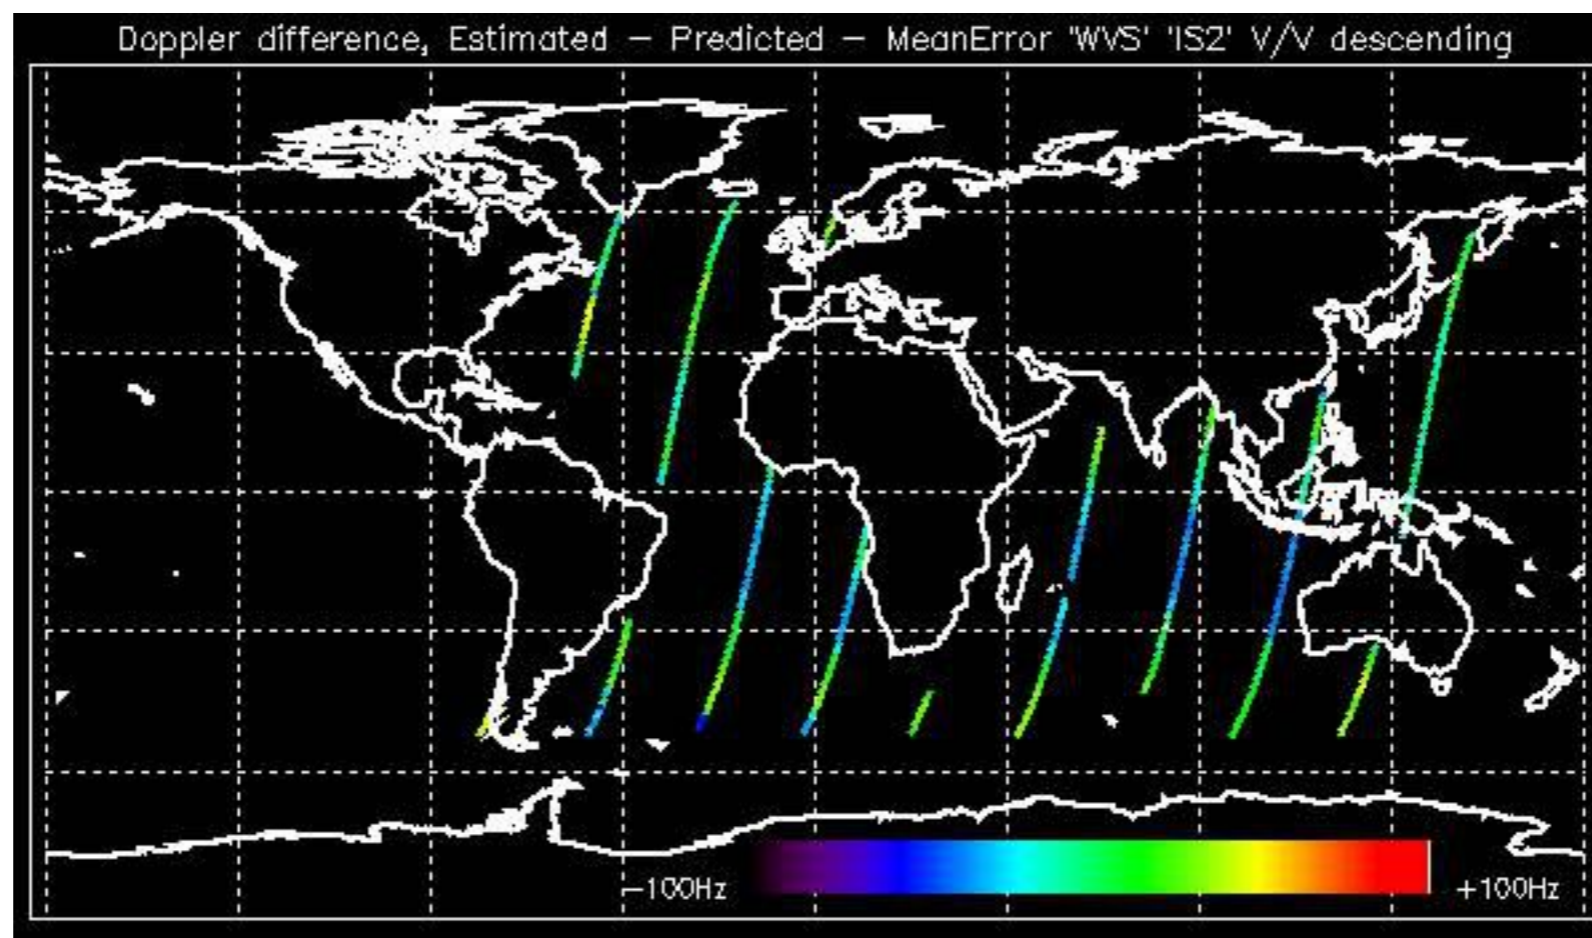 Doppler difference, Estimated – Predicted – MeanError 'WVS' 'IS2' V/V descending
−100Hz +100Hz